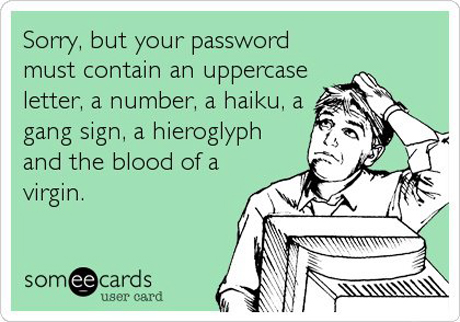 Sorry, but your password
must contain an uppercase
letter, a number, a haiku, a
gang sign, a hieroglyph
and the blood of a
virgin.
someecards
user card